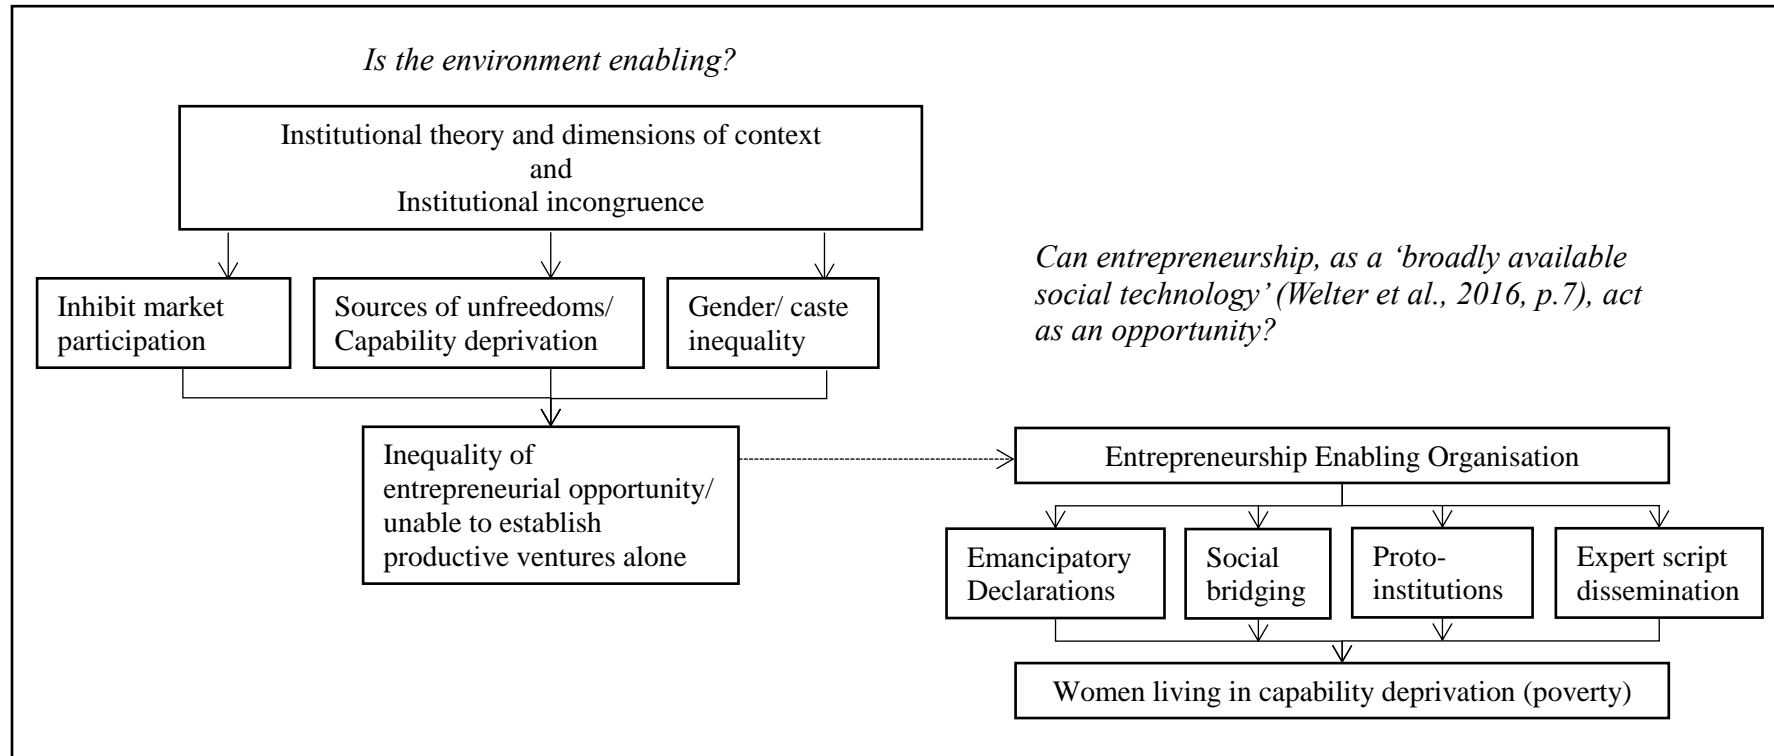 Is the environment enabling?
Institutional theory and dimensions of context
and
Institutional incongruence
Inhibit market
participation
Sources of unfreedoms/
Capability deprivation
Gender/ caste
inequality
Inequality of
entrepreneurial opportunity/
unable to establish
productive ventures alone
Can entrepreneurship, as a ‘broadly available
social technology’ (Welter et al., 2016, p.7), act
as an opportunity?
Entrepreneurship Enabling Organisation
Emancipatory
Declarations
Social
bridging
Proto-
institutions
Expert script
dissemination
Women living in capability deprivation (poverty)